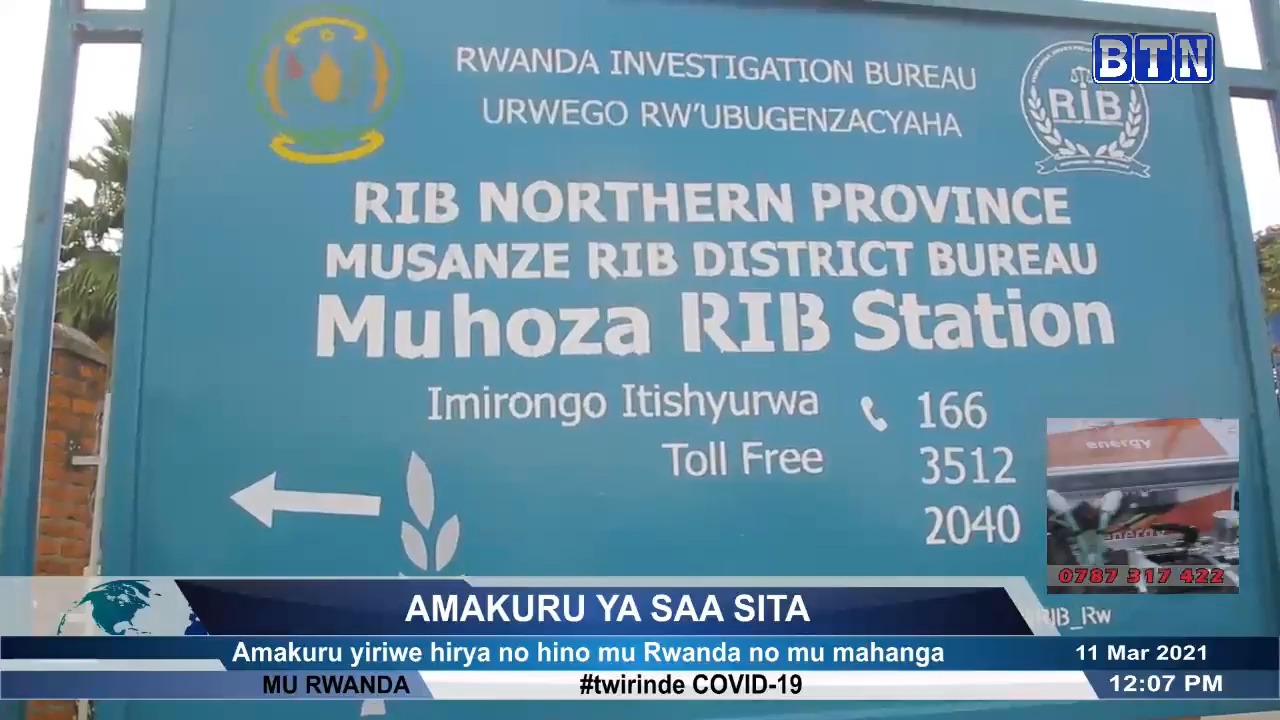 BTN
RWANDA INVESTIGATION BUREAU
URWEGO RW'UBUGENZACYAHA
RIB
RIB NORTHERN PROVINCE
MUSANZE RIB DISTRICT BUREAU
Muhoza RIB Station
Imirongo Itishyurwa 166
Toll Free 3512
2040
energy
energy
0787 317 422
AMAKURU YA SAA SITA
RIB_Rw
Amakuru yiriwe hirya no hino mu Rwanda no mu mahanga
11 Mar 2021
MU RWANDA
#twirinde COVID-19
12:07 PM